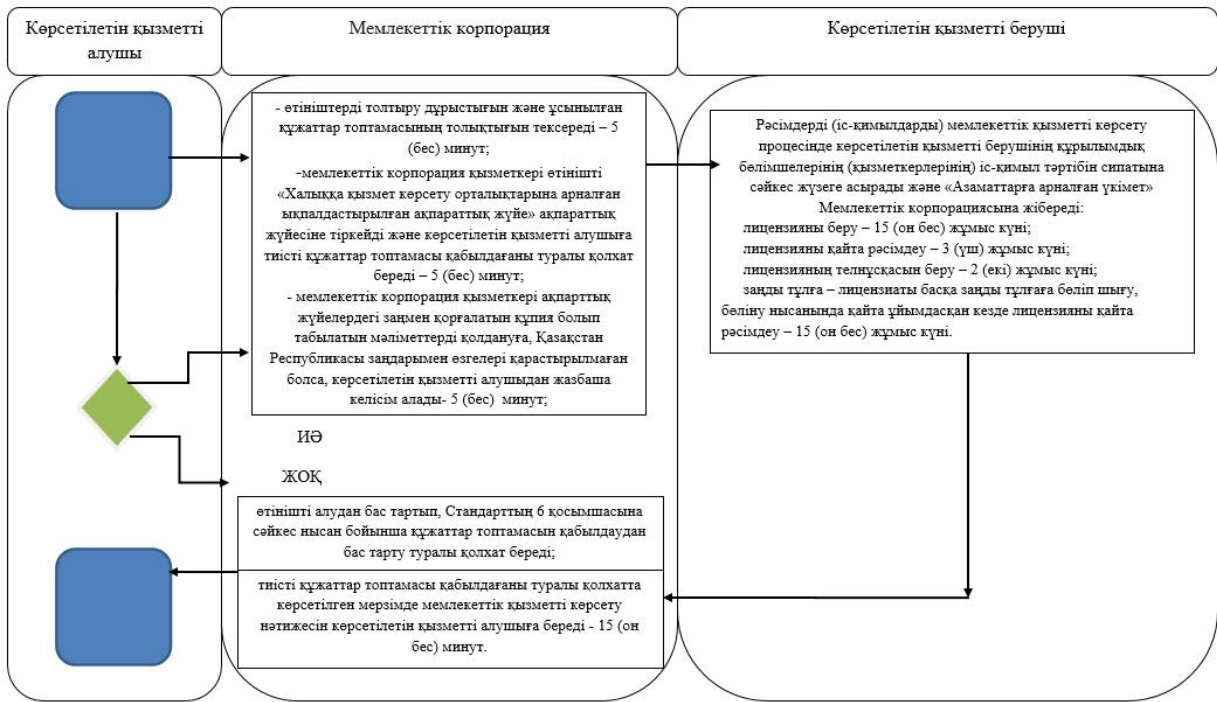 Көрсетілетін қызметті
алушы
Мемлекеттік корпорация
Көрсетілетін қызметті беруші
- өтініштерді толтыру дұрыстығын және ұсынылған
құжаттар топтамасының толықтығын тексереді – 5
(бес) минут;
-мемлекеттік корпорация қызметкері өтінішті
«Халыққа қызмет көрсету орталықтарына арналған
ықпалдастырылған ақпараттық жүйе» ақпараттық
жүйесіне тіркейді және көрсетілетін қызметті алушыға
тиісті құжаттар топтамасы қабылдағаны туралы қолхат
береді – 5 (бес) минут;
- мемлекеттік корпорация қызметкері ақпарттық
жүйелердегі заңмен қорғалатын құпия болып
табылатын мәліметтерді қолдануға, Қазақстан
Республикасы заңдарымен өзгелері қарастырылмаған
болса, көрсетілетін қызметті алушыдан жазбаша
келісім алады- 5 (бес) минут;
Рәсімдерді (іс-қимылдарды) мемлекеттік қызметті көрсету
процесінде көрсетілетін қызметті берушінің құрылымдық
бөлімшелерінің (қызметкерлерінің) іс-қимыл тәртібін сипатына
сәйкес жүзеге асырады және «Азаматтарға арналған үкімет»
Мемлекеттік корпорациясына жібереді:
лицензияны беру – 15 (он бес) жұмыс күні;
лицензияны қайта рәсімдеу – 3 (үш) жұмыс күні;
лицензияның телнұсқасын беру – 2 (екі) жұмыс күні;
заңды тұлға – лицензиаты басқа заңды тұлғаға бөліп шығу,
бөліну нысанында қайта ұйымдасқан кезде лицензияны қайта
рәсімдеу – 15 (он бес) жұмыс күні.
ИӘ
ЖОҚ
өтінішті алудан бас тартып, Стандарттың 6 қосымшасына
сәйкес нысан бойынша құжаттар топтамасын қабылдаудан
бас тарту туралы қолхат береді;
тиісті құжаттар топтамасы қабылдағаны туралы қолхатта
көрсетілген мерзімде мемлекеттік қызметті көрсету
нәтижесін көрсетілетін қызметті алушыға береді - 15 (он
бес) минут.